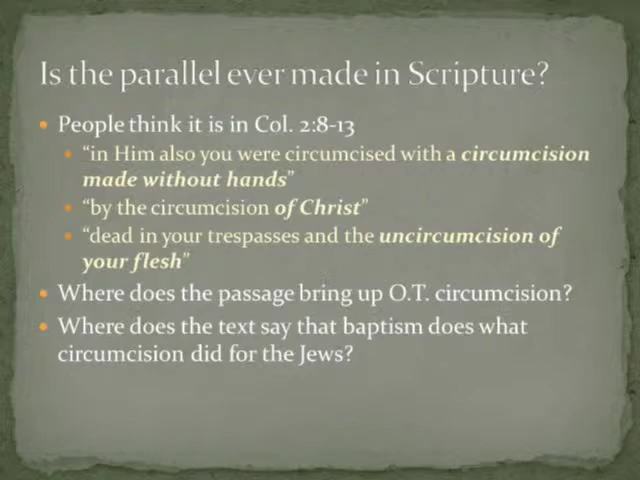 Is the parallel ever made in Scripture?
• People think it is in Col. 2:8-13
• “in Him also you were circumcised with a circumcision
made without hands”
• “by the circumcision of Christ”
• “dead in your trespasses and the uncircumcision of
your flesh”
• Where does the passage bring up O.T. circumcision?
• Where does the text say that baptism does what
circumcision did for the Jews?